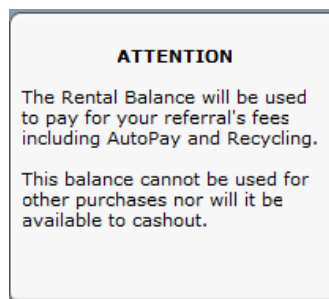 ATTENTION
The Rental Balance will be used
to pay for your referral's fees
including AutoPay and Recycling.
This balance cannot be used for
other purchases nor will it be
available to cashout.